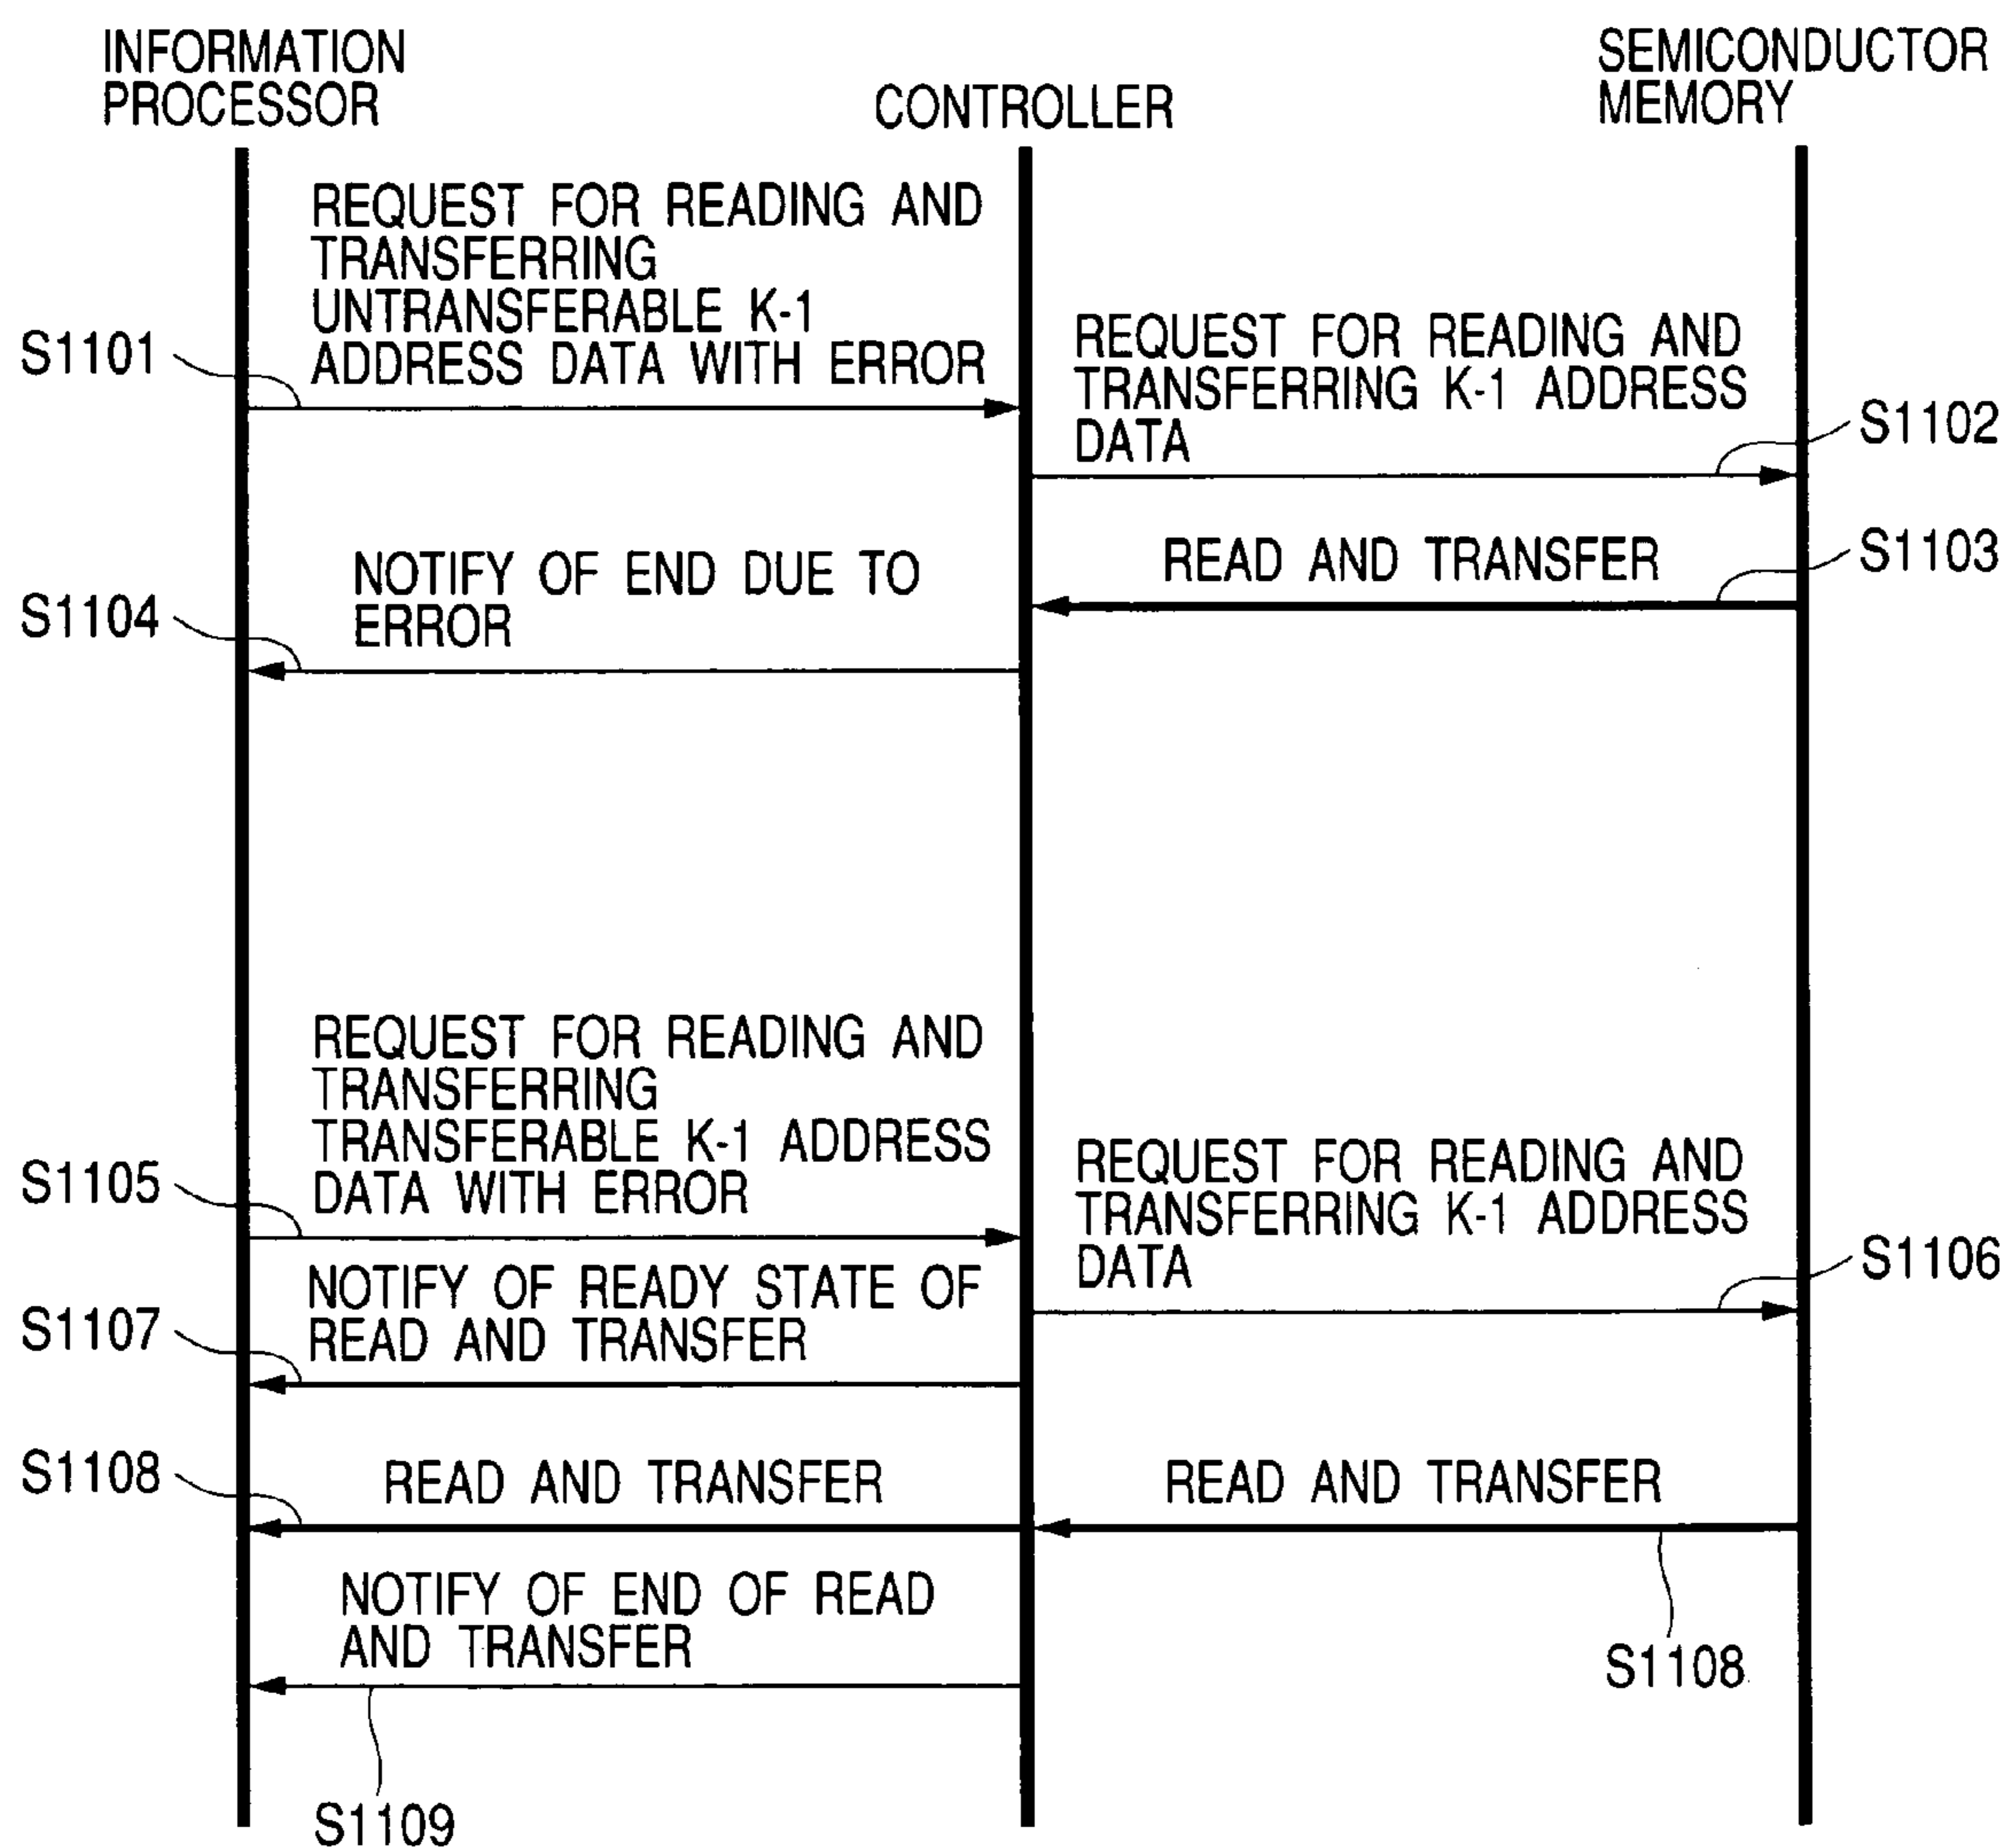 INFORMATION
PROCESSOR
CONTROLLER
SEMICONDUCTOR
MEMORY
REQUEST FOR READING AND
TRANSFERRING
UNTRANSFERABLE K-1
ADDRESS DATA WITH ERROR
S1101
REQUEST FOR READING AND
TRANSFERRING K-1 ADDRESS
DATA
S1102
READ AND TRANSFER
S1103
NOTIFY OF END DUE TO
ERROR
S1104
REQUEST FOR READING AND
TRANSFERRING
TRANSFERABLE K-1 ADDRESS
DATA WITH ERROR
S1105
REQUEST FOR READING AND
TRANSFERRING K-1 ADDRESS
DATA
S1106
NOTIFY OF READY STATE OF
READ AND TRANSFER
S1107
S1108
READ AND TRANSFER
READ AND TRANSFER
S1108
NOTIFY OF END OF READ
AND TRANSFER
S1109